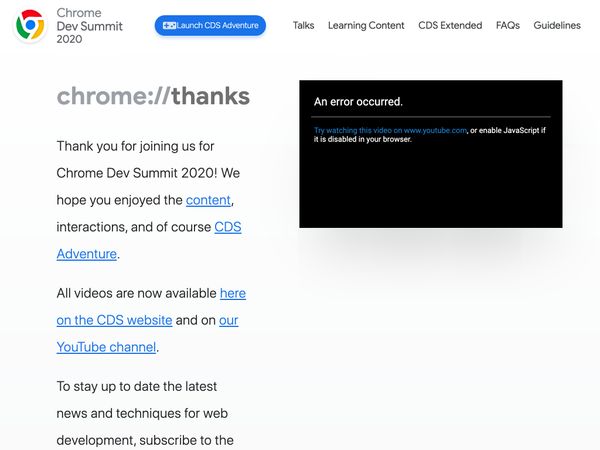 Chrome
Dev Summit
2020
Launch CDS Adventure
Talks
Learning Content
CDS Extended
FAQs
Guidelines
chrome://thanks
Thank you for joining us for
Chrome Dev Summit 2020! We
hope you enjoyed the content,
interactions, and of course CDS
Adventure.
All videos are now available here
on the CDS website and on our
YouTube channel.
To stay up to date the latest
news and techniques for web
development, subscribe to the
An error occurred.
Try watching this video on www.youtube.com, or enable JavaScript if
it is disabled in your browser.